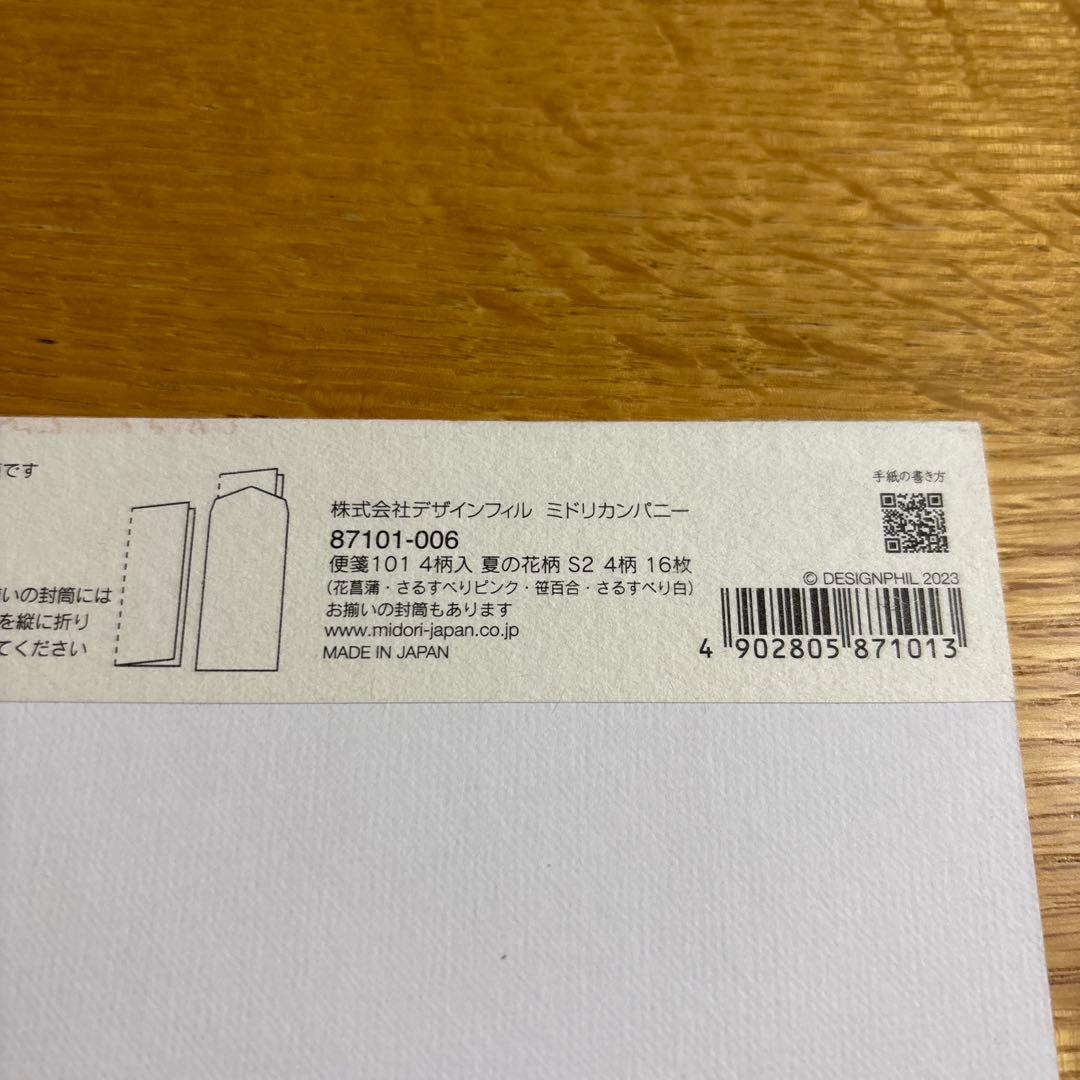 です
いの封筒には
を縦に折り
てください
株式会社デザインフィル ミドリカンパニー
87101-006
便箋101 4柄入 夏の花柄 S2 4柄 16枚
(花菖蒲・さるすべりピンク・笹百合・さるすべり白)
お揃いの封筒もあります
www.midori-japan.co.jp
MADE IN JAPAN
手紙の書き方
© DESIGNPHIL 2023
4 902805 871013